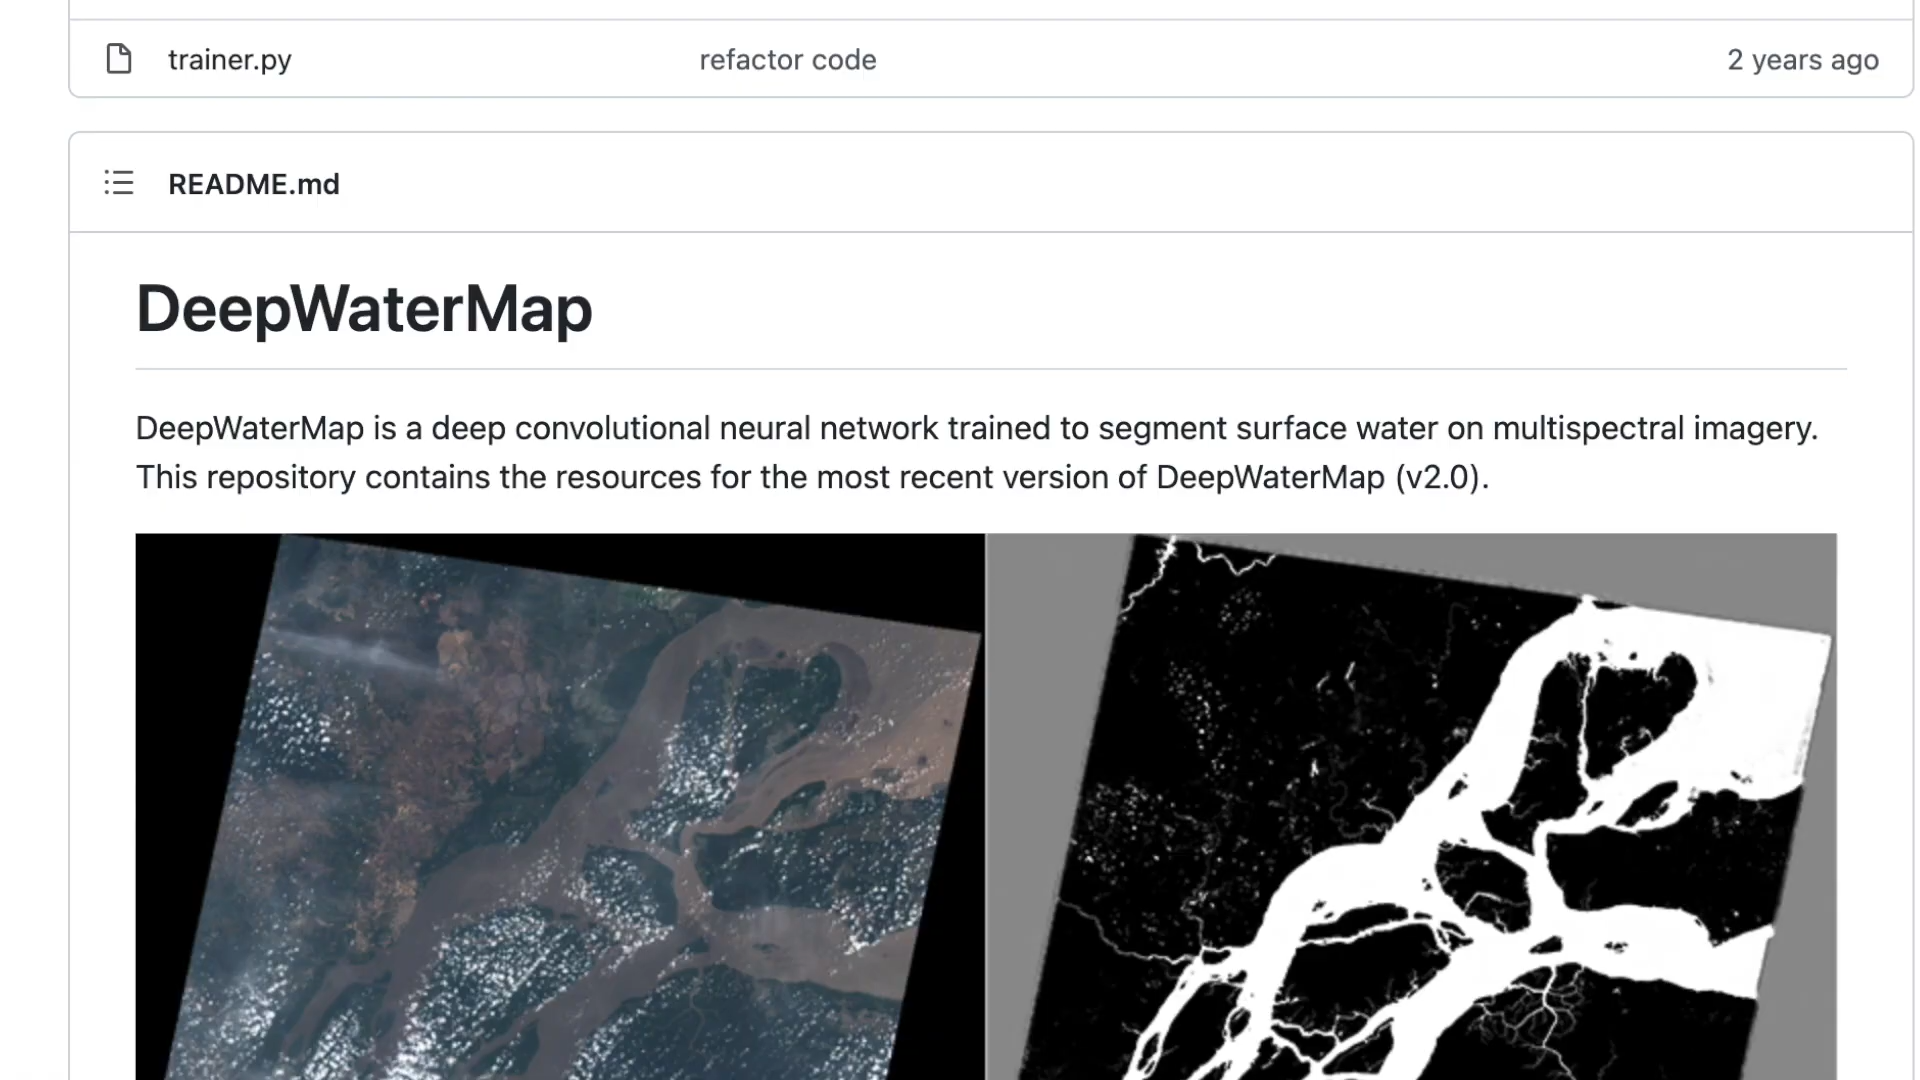 trainer.py refactor code 2 years ago
README.md
DeepWaterMap
DeepWaterMap is a deep convolutional neural network trained to segment surface water on multispectral imagery.
This repository contains the resources for the most recent version of DeepWaterMap (v2.0).